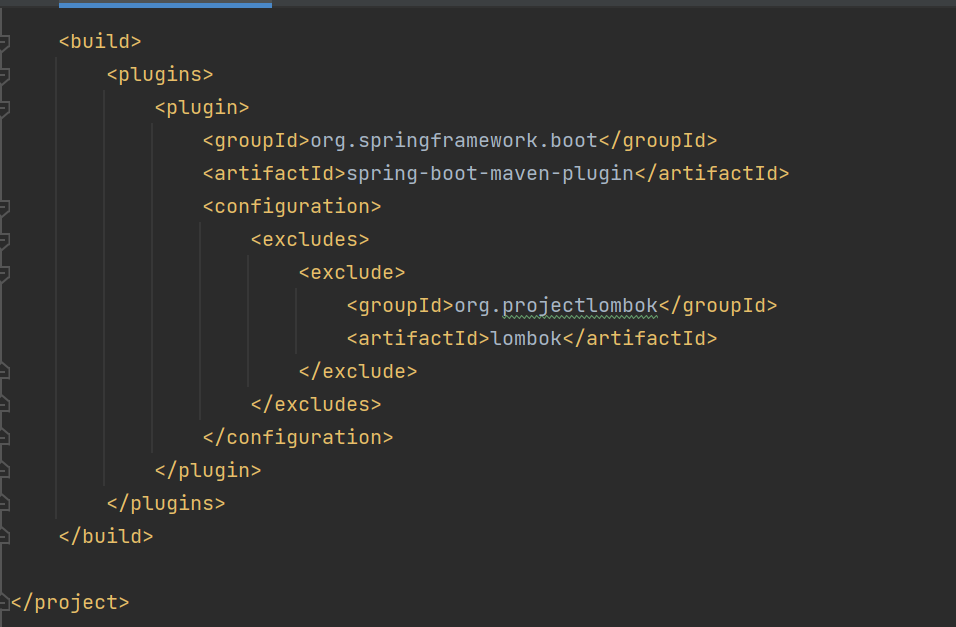 <build>
<plugins>
<plugin>
<groupId>org.springframework.boot</groupId>
<artifactId>spring-boot-maven-plugin</artifactId>
<configuration>
<excludes>
<exclude>
<groupId>org.projectlombok</groupId>
<artifactId>lombok</artifactId>
</exclude>
</excludes>
</configuration>
</plugin>
</plugins>
</build>
</project>